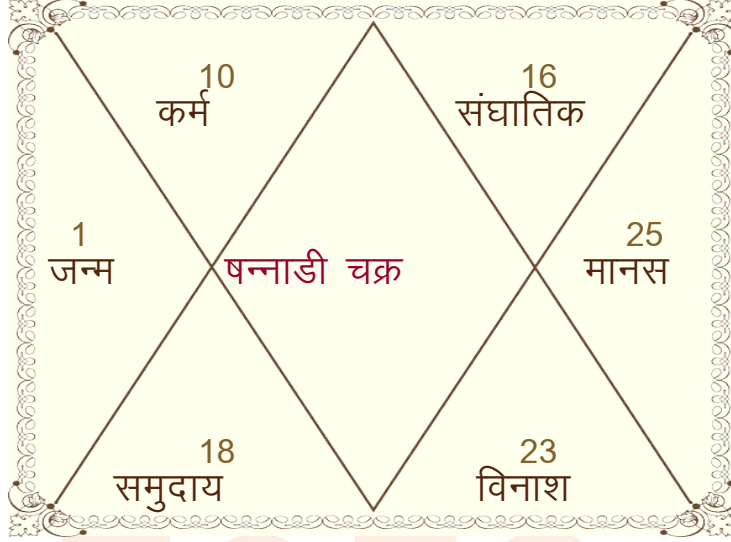 10
कर्म
16
संघातिक
1
जन्म
षन्नाडी चक्र
25
मानस
18
समुदाय
23
विनाश